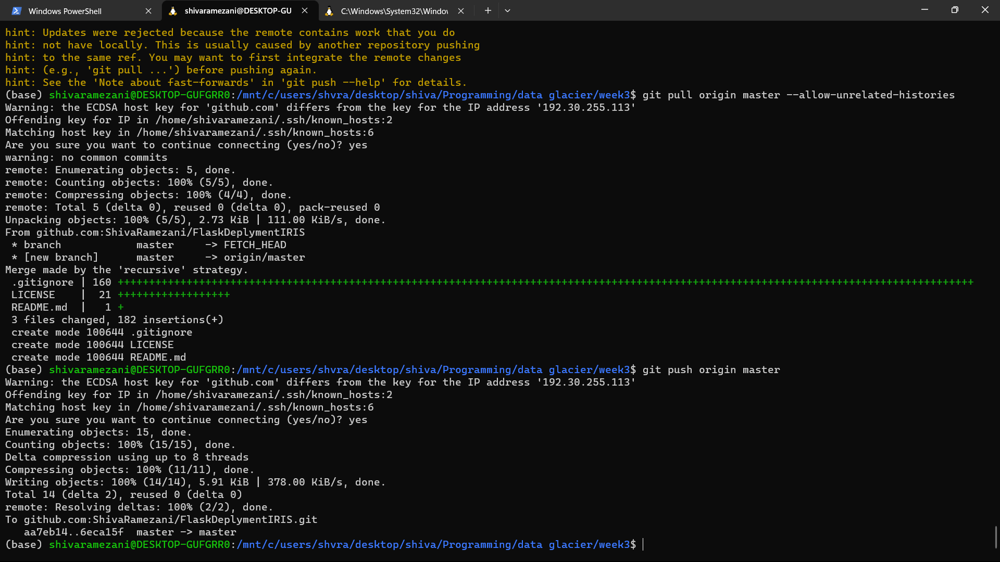 Windows PowerShell
shivaramezani@DESKTOP-GU
C:\Windows\System32\Windov
hint: Updates were rejected because the remote contains work that you do
hint: not have locally. This is usually caused by another repository pushing
hint: to the same ref. You may want to first integrate the remote changes
hint: (e.g., 'git pull ...') before pushing again.
hint: See the 'Note about fast-forwards' in 'git push --help' for details.
(base) shivaramezani@DESKTOP-GUFGRR0:/mnt/c/users/shvra/desktop/shiva/Programming/data glacier/week3$ git pull origin master --allow-unrelated-histories
Warning: the ECDSA host key for 'github.com' differs from the key for the IP address '192.30.255.113'
Offending key for IP in /home/shivaramezani/.ssh/known_hosts:2
Matching host key in /home/shivaramezani/.ssh/known_hosts:6
Are you sure you want to continue connecting (yes/no)? yes
warning: no common commits
remote: Enumerating objects: 5, done.
remote: Counting objects: 100% (5/5), done.
remote: Compressing objects: 100% (4/4), done.
remote: Total 5 (delta 0), reused 0 (delta 0), pack-reused 0
Unpacking objects: 100% (5/5), 2.73 KiB | 111.00 KiB/s, done.
From github.com:ShivaRamezani/FlaskDeplymentIRIS
 * branch            master     -> FETCH_HEAD
 * [new branch]      master     -> origin/master
Merge made by the 'recursive' strategy.
 .gitignore | 160 +++++++++++++++++++++++++++++++++++++++++++++++++++++++++++++++++++++++++++++++++++++++++++++++++++++++++++++++++++++++++++++++++++++++++
 LICENSE    |  21 ++++++++++++++++++
 README.md  |   1 +
 3 files changed, 182 insertions(+)
 create mode 100644 .gitignore
 create mode 100644 LICENSE
 create mode 100644 README.md
(base) shivaramezani@DESKTOP-GUFGRR0:/mnt/c/users/shvra/desktop/shiva/Programming/data glacier/week3$ git push origin master
Warning: the ECDSA host key for 'github.com' differs from the key for the IP address '192.30.255.113'
Offending key for IP in /home/shivaramezani/.ssh/known_hosts:2
Matching host key in /home/shivaramezani/.ssh/known_hosts:6
Are you sure you want to continue connecting (yes/no)? yes
Enumerating objects: 15, done.
Counting objects: 100% (15/15), done.
Delta compression using up to 8 threads
Compressing objects: 100% (11/11), done.
Writing objects: 100% (14/14), 5.91 KiB | 378.00 KiB/s, done.
Total 14 (delta 2), reused 0 (delta 0)
remote: Resolving deltas: 100% (2/2), done.
To github.com:ShivaRamezani/FlaskDeplymentIRIS.git
   aa7eb14..6eca15f  master -> master
(base) shivaramezani@DESKTOP-GUFGRR0:/mnt/c/users/shvra/desktop/shiva/Programming/data glacier/week3$